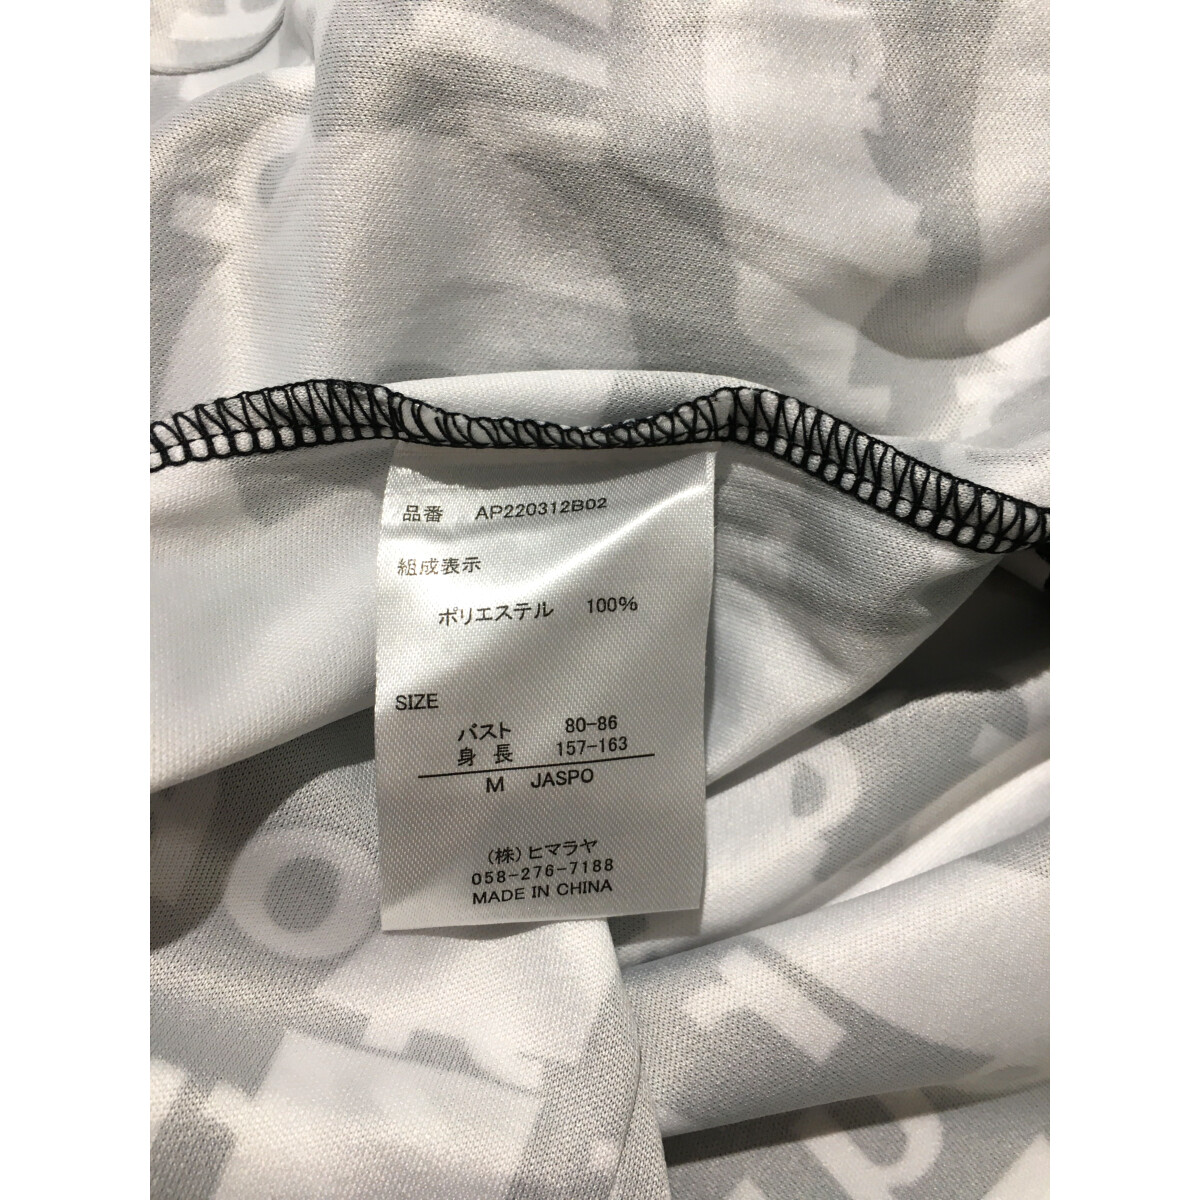 品番 AP220312B02
組成表示
ポリエステル 100%
SIZE
バスト 80-86
身長 157-163
M JASPO
(株)ヒマラヤ
058-276-7188
MADE IN CHINA